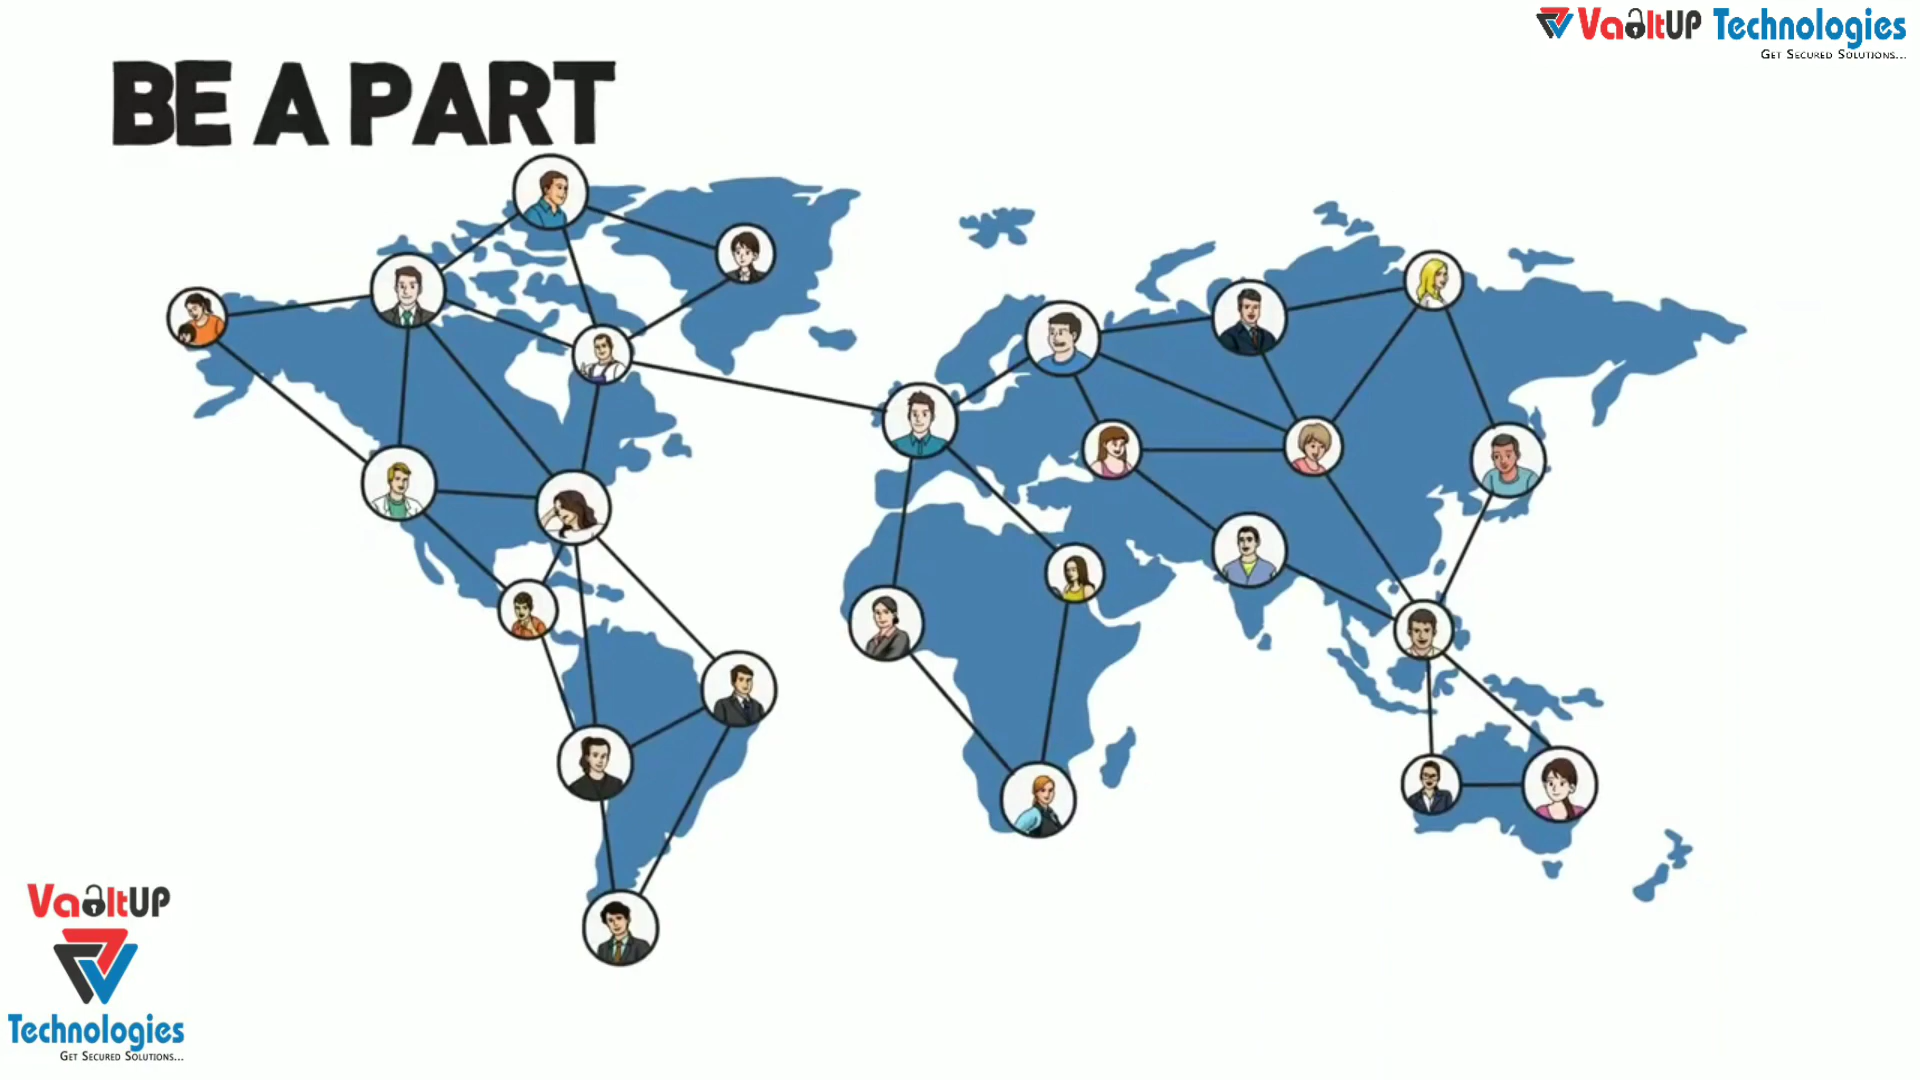 VaultUP Technologies
GET SECURED SOLUTIONS...
BE A PART
VaultUP
Technologies
GET SECURED SOLUTIONS...